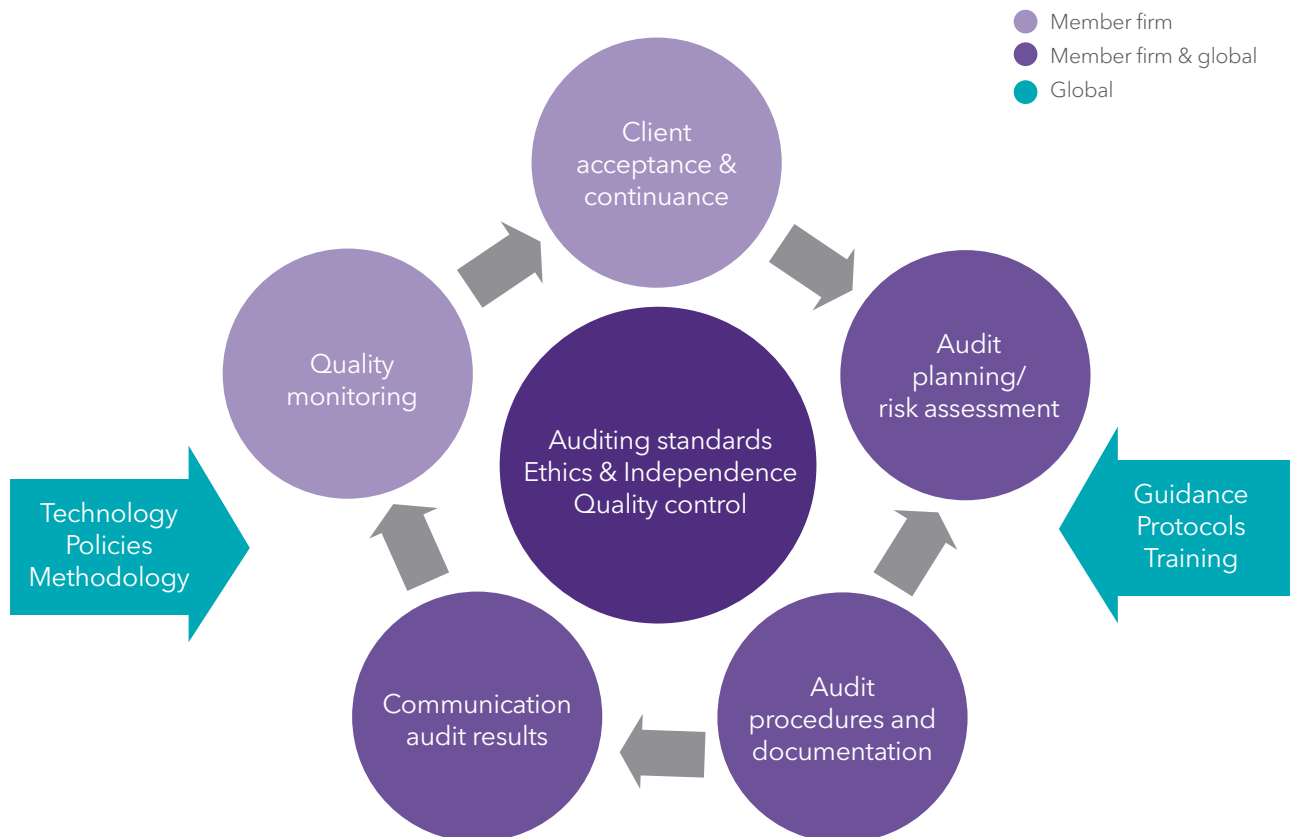 Member firm
Member firm & global
Global
Client
acceptance &
continuance
Quality
monitoring
Audit
planning/
risk assessment
Auditing standards
Ethics & Independence
Quality control
Technology
Policies
Methodology
Guidance
Protocols
Training
Communication
audit results
Audit
procedures and
documentation